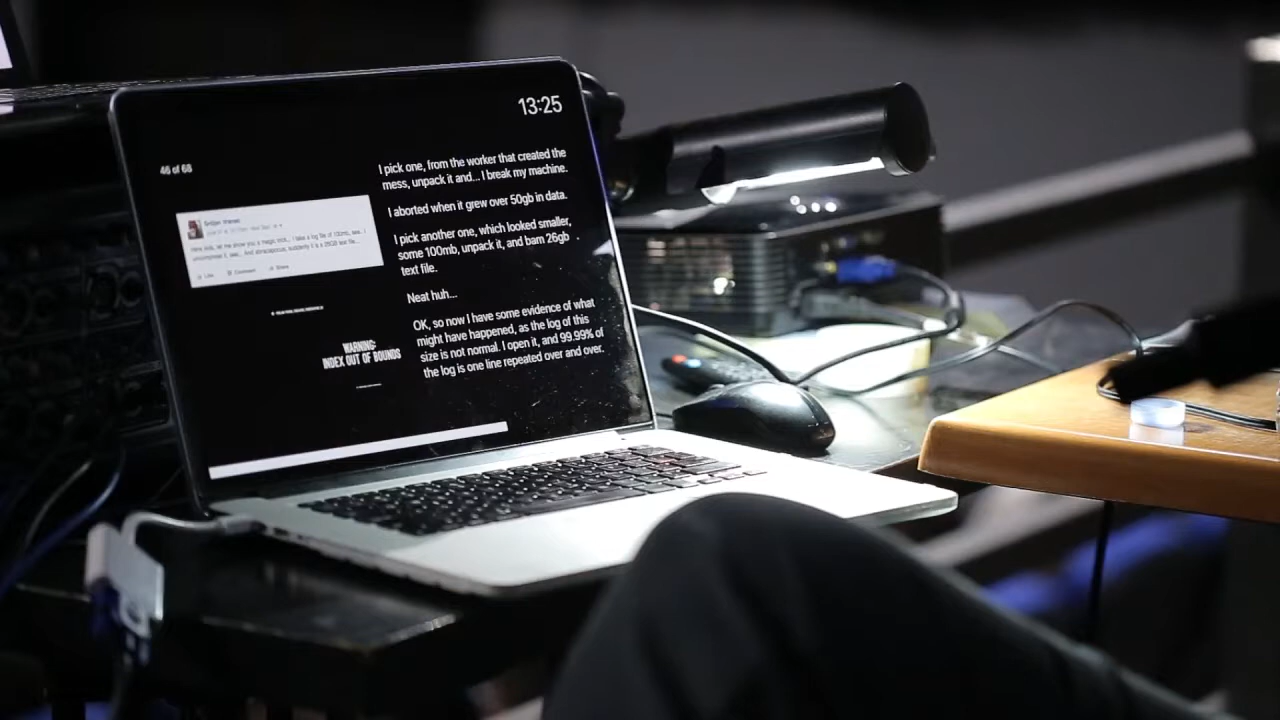 13:25
46 of 68
I pick one, from the worker that created the
mess, unpack it and... I break my machine.
I aborted when it grew over 50gb in data.
I pick another one, which looked smaller,
some 100mb, unpack it, and bam 26gb
text file.
Neat huh...
OK, so now I have some evidence of what
might have happened, as the log of this
size is not normal. I open it, and 99.99% of
the log is one line repeated over and over.
Like Comment Share
WARNING:
INDEX OUT OF BOUNDS